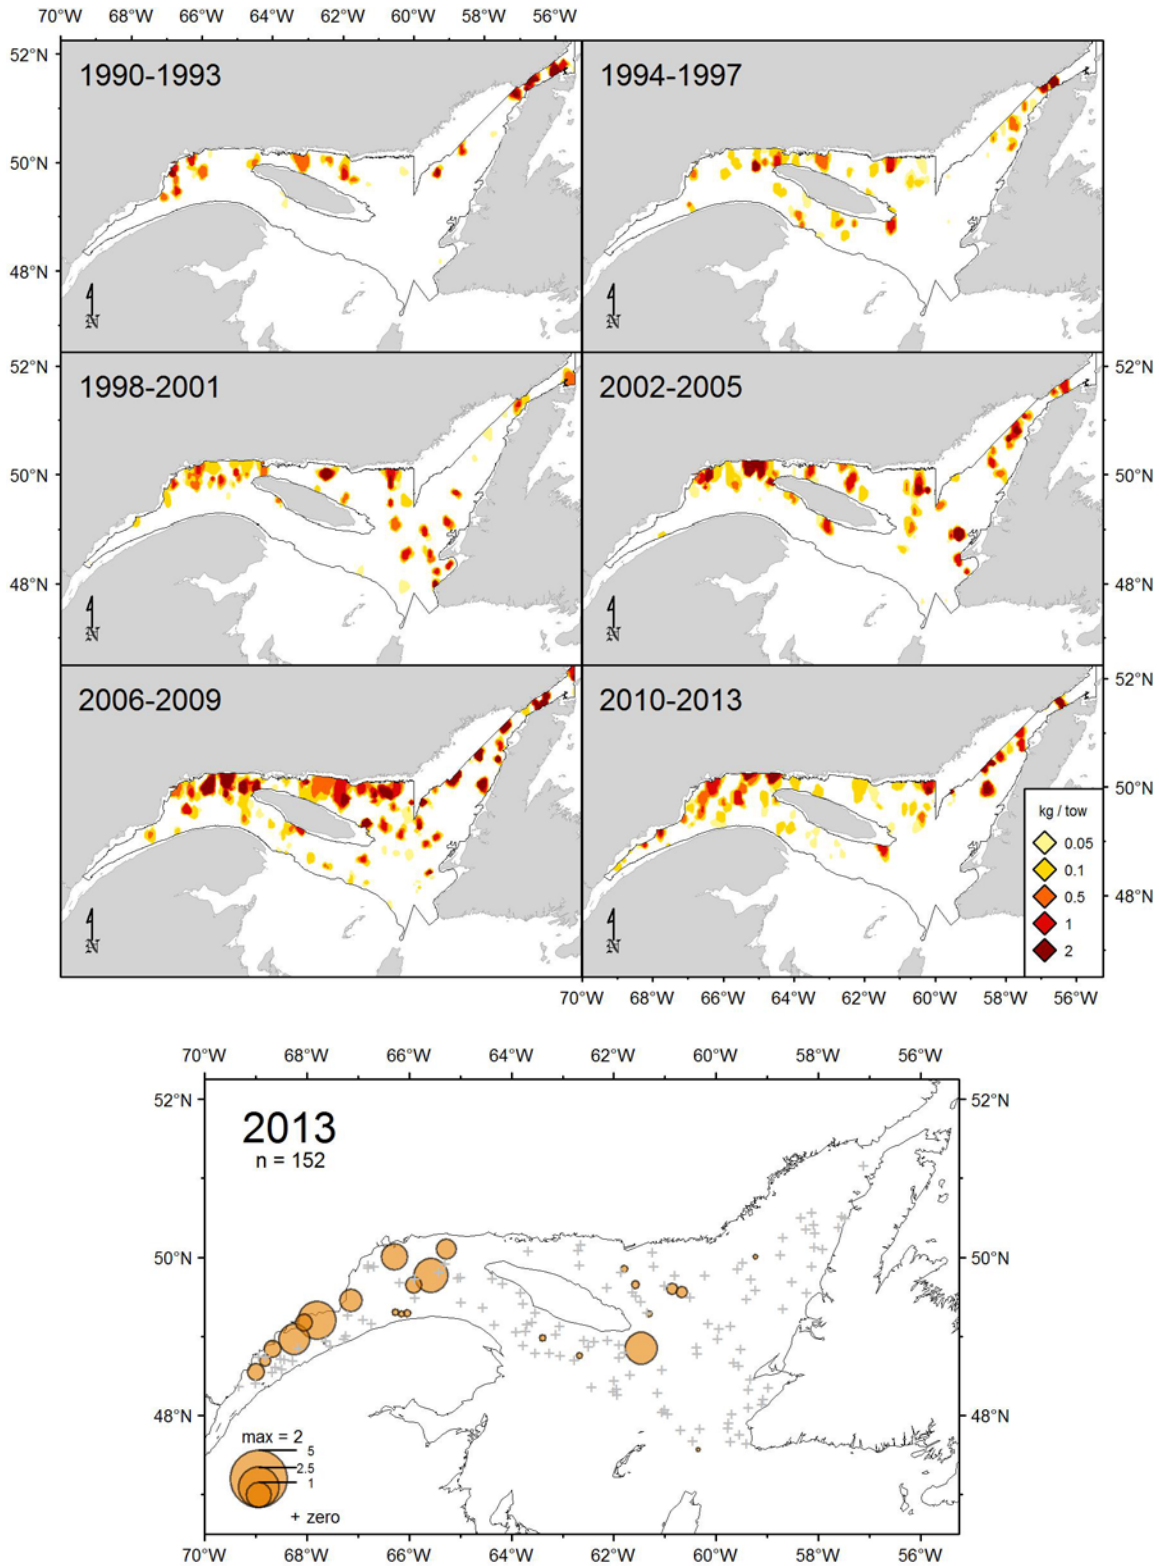 70°W 68°W 66°W 64°W 62°W 60°W 58°W 56°W
52°N
1990-1993
1994-1997
50°N
48°N
N
N
52°N
1998-2001
2002-2005
52°N
50°N
50°N
48°N
48°N
N
N
2006-2009
2010-2013
52°N
50°N
kg / tow
0.05
0.1
0.5
1
2
48°N
N
N
70°W 68°W 66°W 64°W 62°W 60°W 58°W 56°W
70°W 68°W 66°W 64°W 62°W 60°W 58°W 56°W
52°N
2013
n = 152
52°N
50°N
50°N
48°N
48°N
max = 2
5
2.5
1
+ zero
70°W 68°W 66°W 64°W 62°W 60°W 58°W 56°W